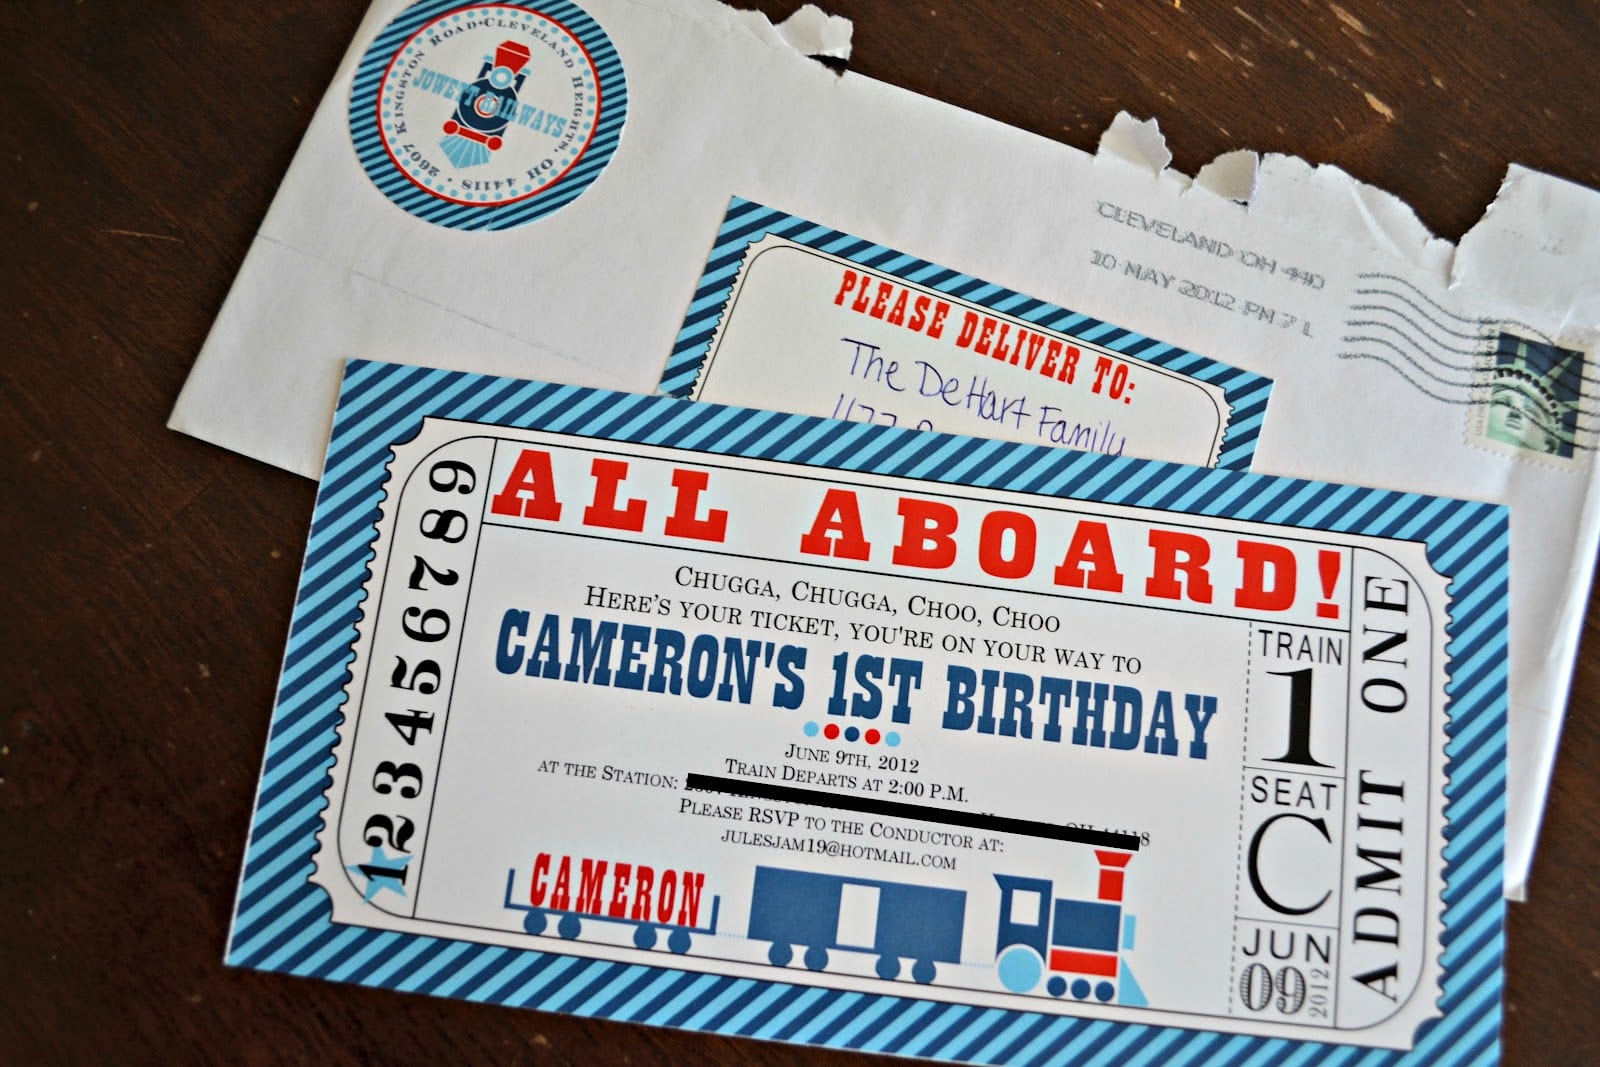 2607 Kingston Road•Cleveland Heights, OH 44118 •
JOWETT RAILWAYS
CLEVELAND OH 440
10 MAY 2012 PM 7 L
PLEASE DELIVER TO:
The DeHart Family
ALL ABOARD!
CHUGGA, CHUGGA, CHOO, CHOO
HERE'S YOUR TICKET, YOU'RE ON YOUR WAY TO
CAMERON'S 1ST BIRTHDAY
JUNE 9TH, 2012
TRAIN DEPARTS AT 2:00 P.M.
AT THE STATION:
PLEASE RSVP TO THE CONDUCTOR AT:
JULESJAM19@HOTMAIL.COM
CAMERON
123456789
TRAIN
1
SEAT
C
JUN
09 2012
ADMIT ONE